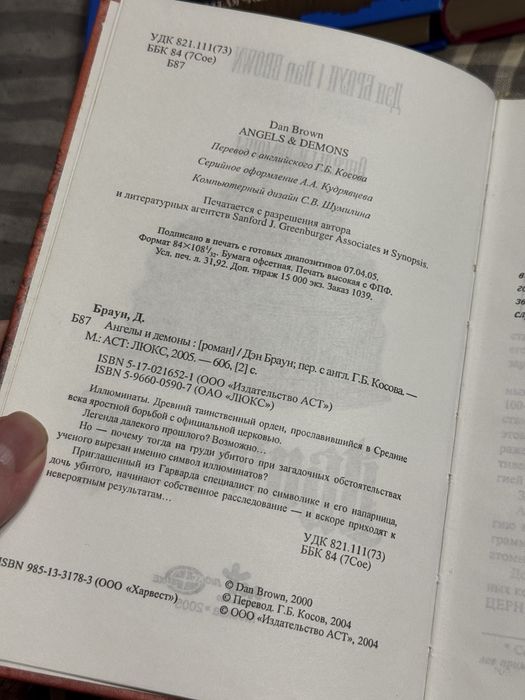 УДК 821.111(73)
ББК 84 (7Сое)
Б87
Дэн БРАУН | Dan BROWN
Dan Brown
ANGELS & DEMONS
Перевод с английского Г.Б. Косова
Серийное оформление А.А. Кудрявцева
Компьютерный дизайн С.В. Шумилина
Печатается с разрешения автора
и литературных агентств Sanford J. Greenburger Associates и Synopsis.
Подписано в печать с готовых диапозитивов 07.04.05.
Формат 84×108 1/32. Бумага офсетная. Печать высокая с ФПФ.
Усл. печ. л. 31,92. Доп. тираж 15 000 экз. Заказ 1039.
Браун, Д.
Б87 Ангелы и демоны : [роман] / Дэн Браун; пер. с англ. Г.Б. Косова. —
М.: АСТ: ЛЮКС, 2005. — 606, [2] с.
ISBN 5-17-021652-1 (ООО «Издательство АСТ»)
ISBN 5-9660-0590-7 (ОАО «ЛЮКС»)
Иллюминаты. Древний таинственный орден, прославившийся в Средние
века яростной борьбой с официальной церковью.
Легенда далекого прошлого? Возможно...
Но — почему тогда на груди убитого при загадочных обстоятельствах
ученого вырезан именно символ иллюминатов?
Приглашенный из Гарварда специалист по символике и его напарница,
дочь убитого, начинают собственное расследование — и вскоре приходят к
невероятным результатам...
УДК 821.111(73)
ББК 84 (7Сое)
ISBN 985-13-3178-3 (ООО «Харвест»)
© Dan Brown, 2000
© Перевод. Г.Б. Косов, 2004
© ООО «Издательство АСТ», 2004